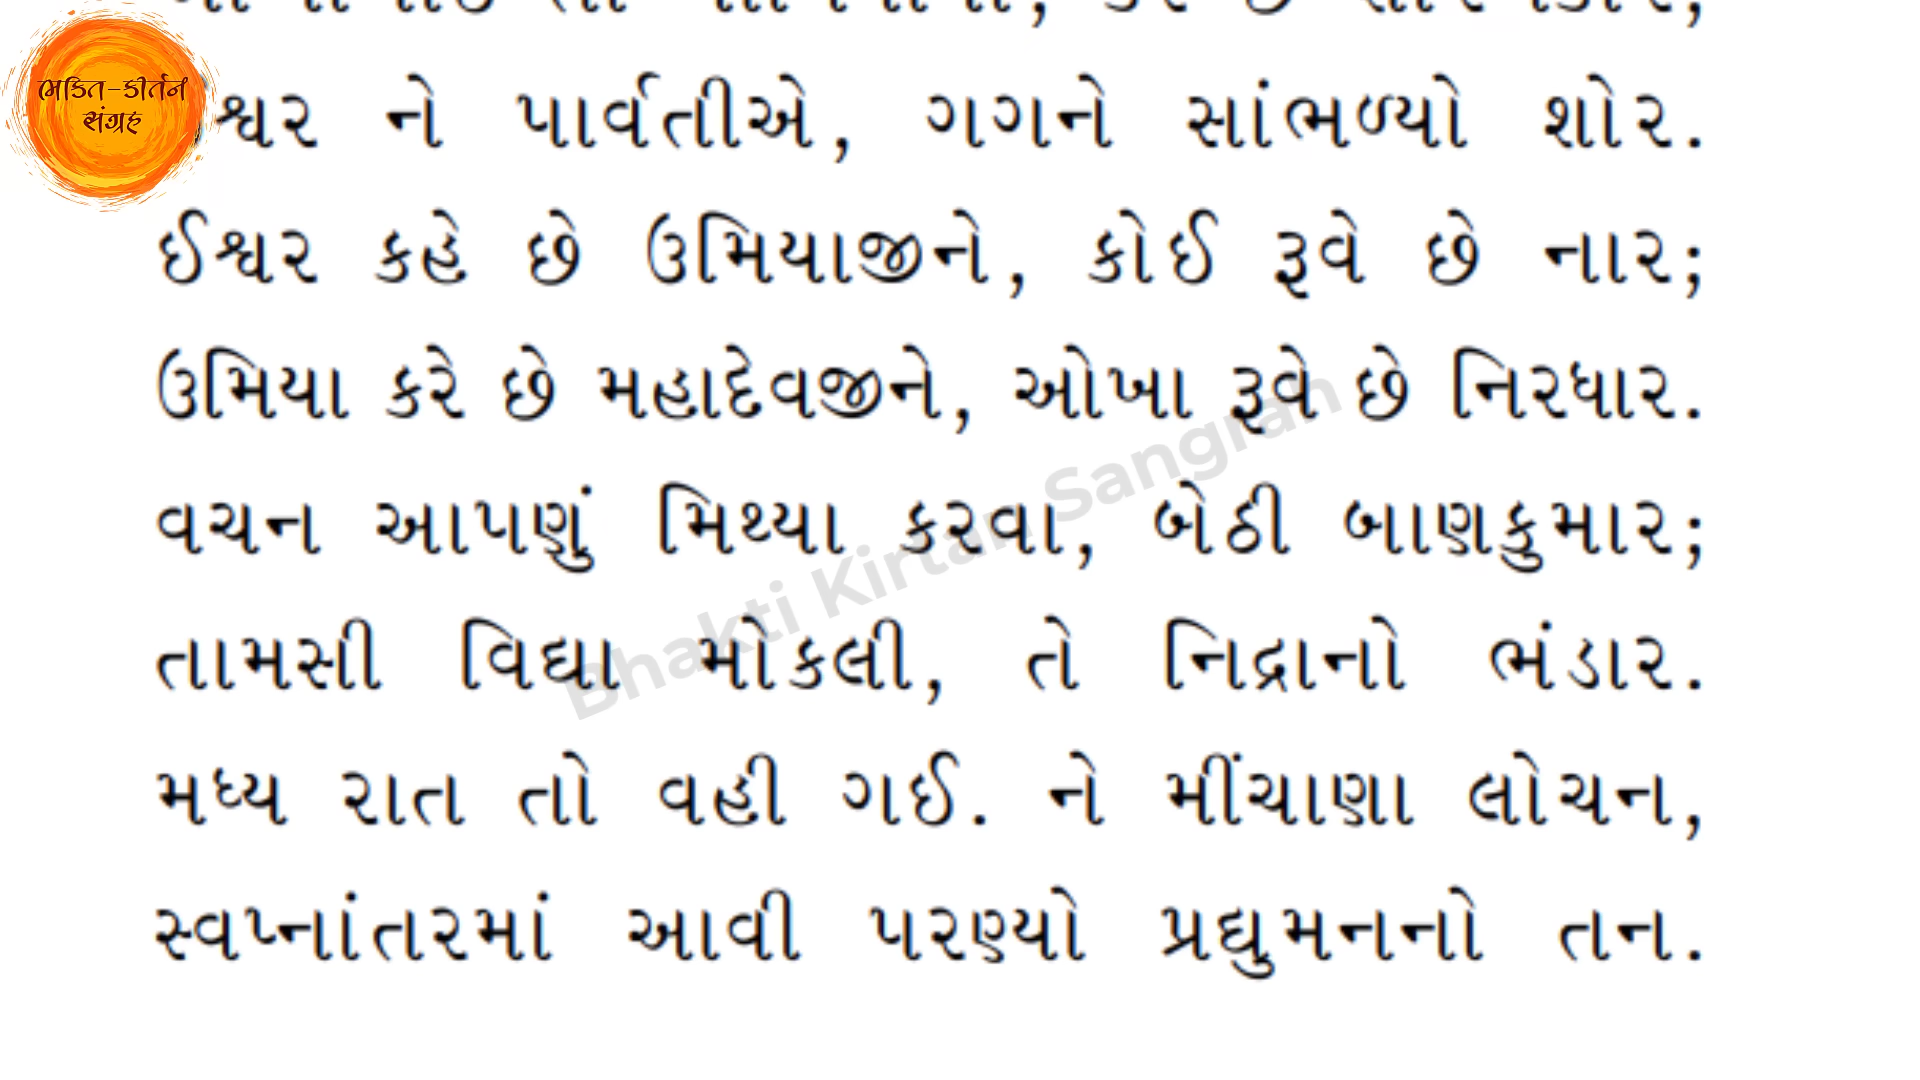 ભક્તિ-કીર્તન
સંગ્રહ
ને પાર્વતીએ, ગગને સાંભળ્યો શોર.
ઈશ્વર કહે છે ઉમિયાજીને, કોઈ રૂવે છે નાર;
ઉમિયા કરે છે મહાદેવજીને, ઓખા રૂવે છે નિરધાર.
વચન આપણું મિથ્યા કરવા, બેઠી બાણકુમાર;
તામસી વિદ્યા મોકલી, તે નિદ્રાનો ભંડાર.
મધ્ય રાત તો વહી ગઈ. ને મીંચાણા લોચન,
સ્વપ્નાંતરમાં આવી પરણ્યો પ્રદ્યુમનનો તન.
Bhakti Kirtan Sangrah